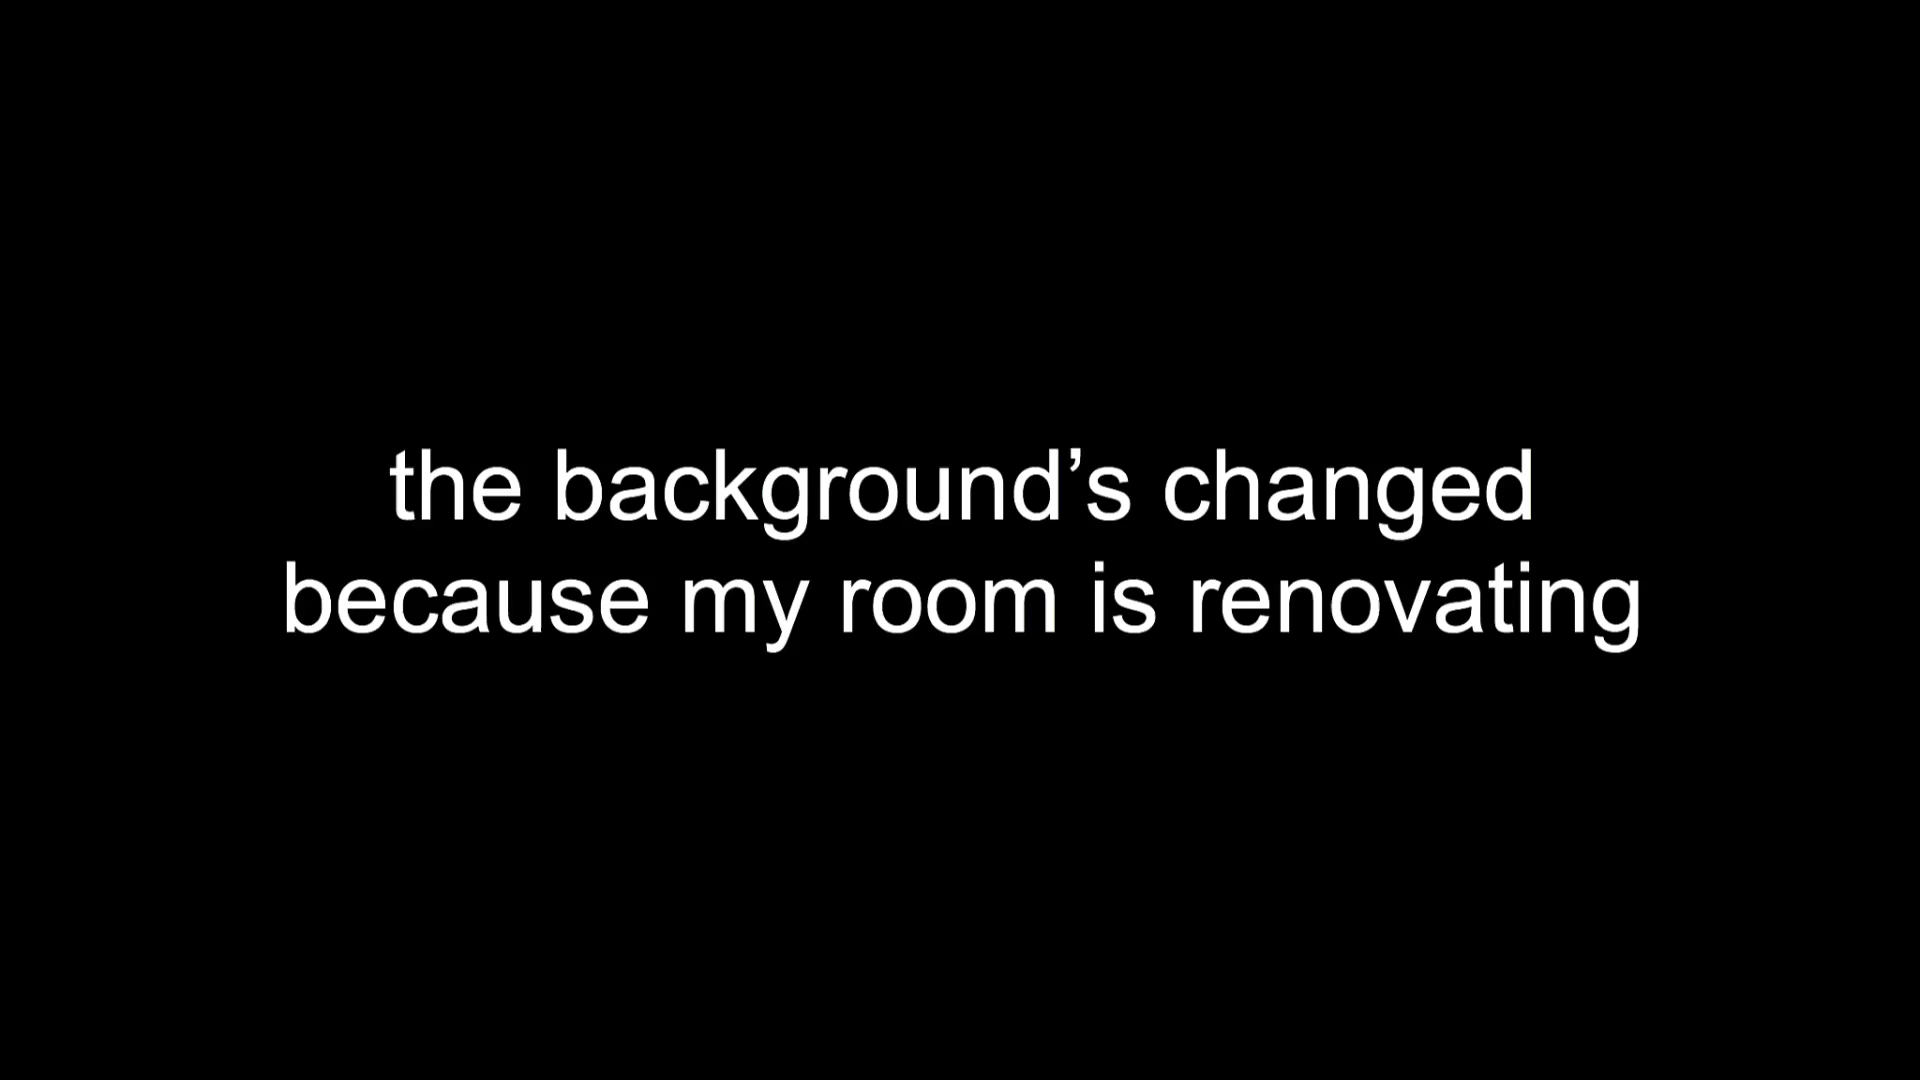 the background’s changed
because my room is renovating